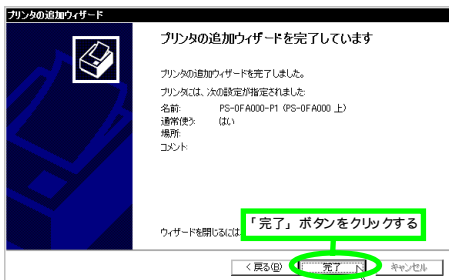 プリンタの追加ウィザード
プリンタの追加ウィザードを完了しています
プリンタの追加ウィザードを完了しました。
プリンタには、次の設定が指定されました:
名前: PS-0FA000-P1 (PS-0FA000 上)
通常使う: はい
場所:
コメント:
「完了」ボタンをクリックする
ウィザードを閉じるには
< 戻る(B)
完了
キャンセル